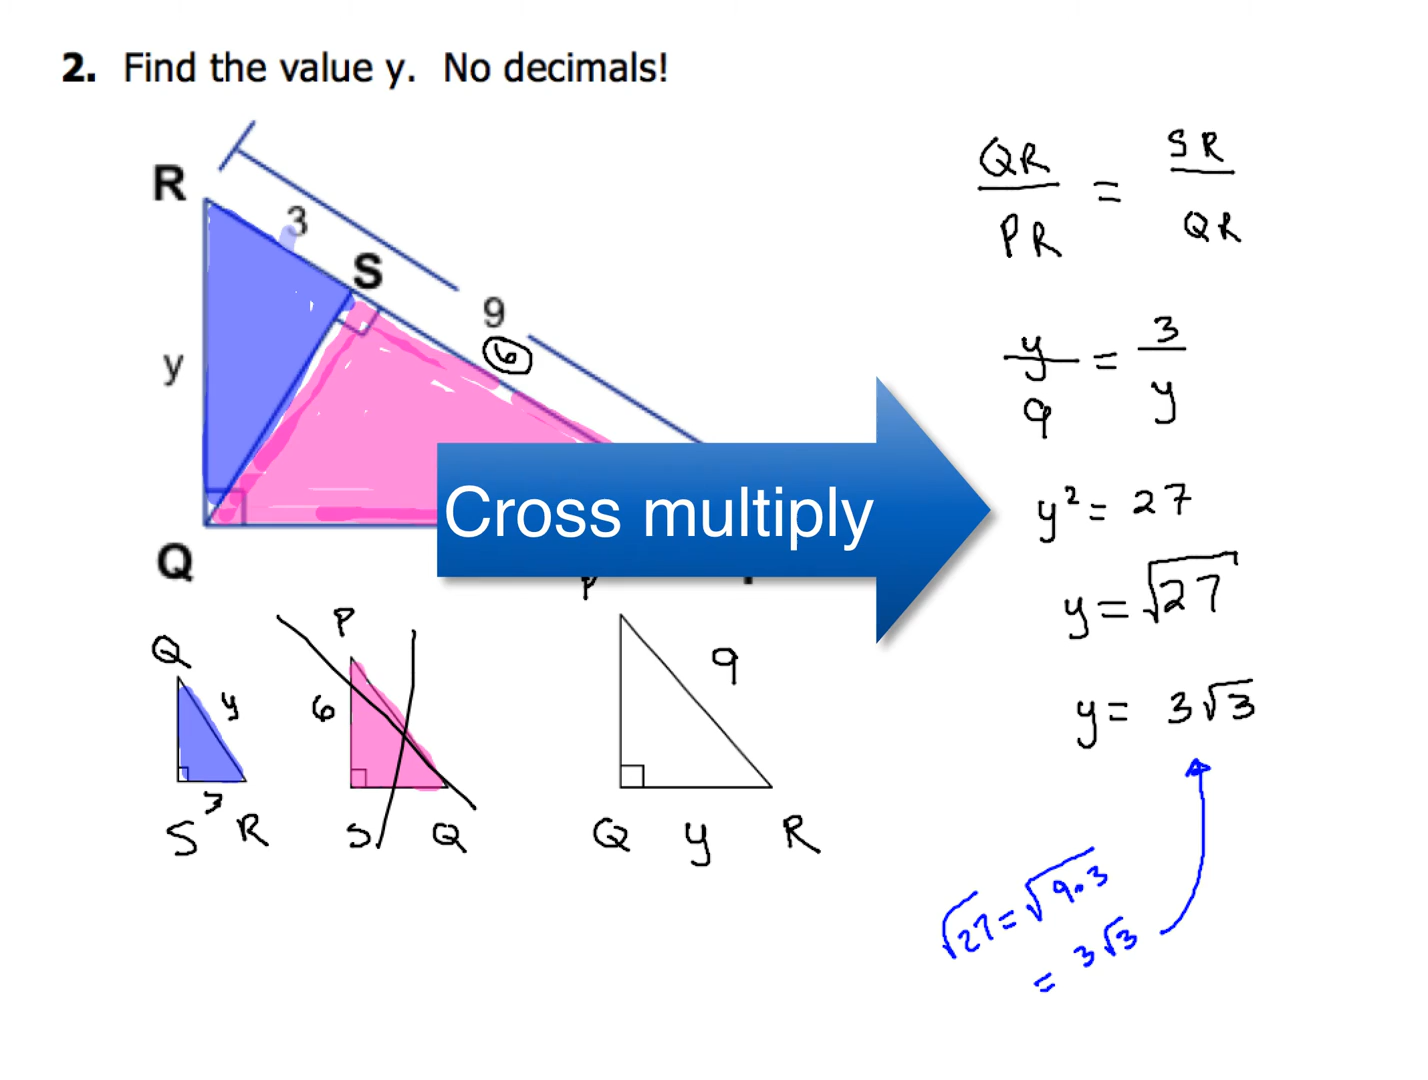 2. Find the value y. No decimals!
R
3
S
9
6
y
Q
Cross multiply
QR = SR
PR QR
y = 3
9 y
y² = 27
y = √27
y = 3√3
√27 = √9·3
= 3√3
Q
y
3
S R
P
6
S Q
P
9
Q y R